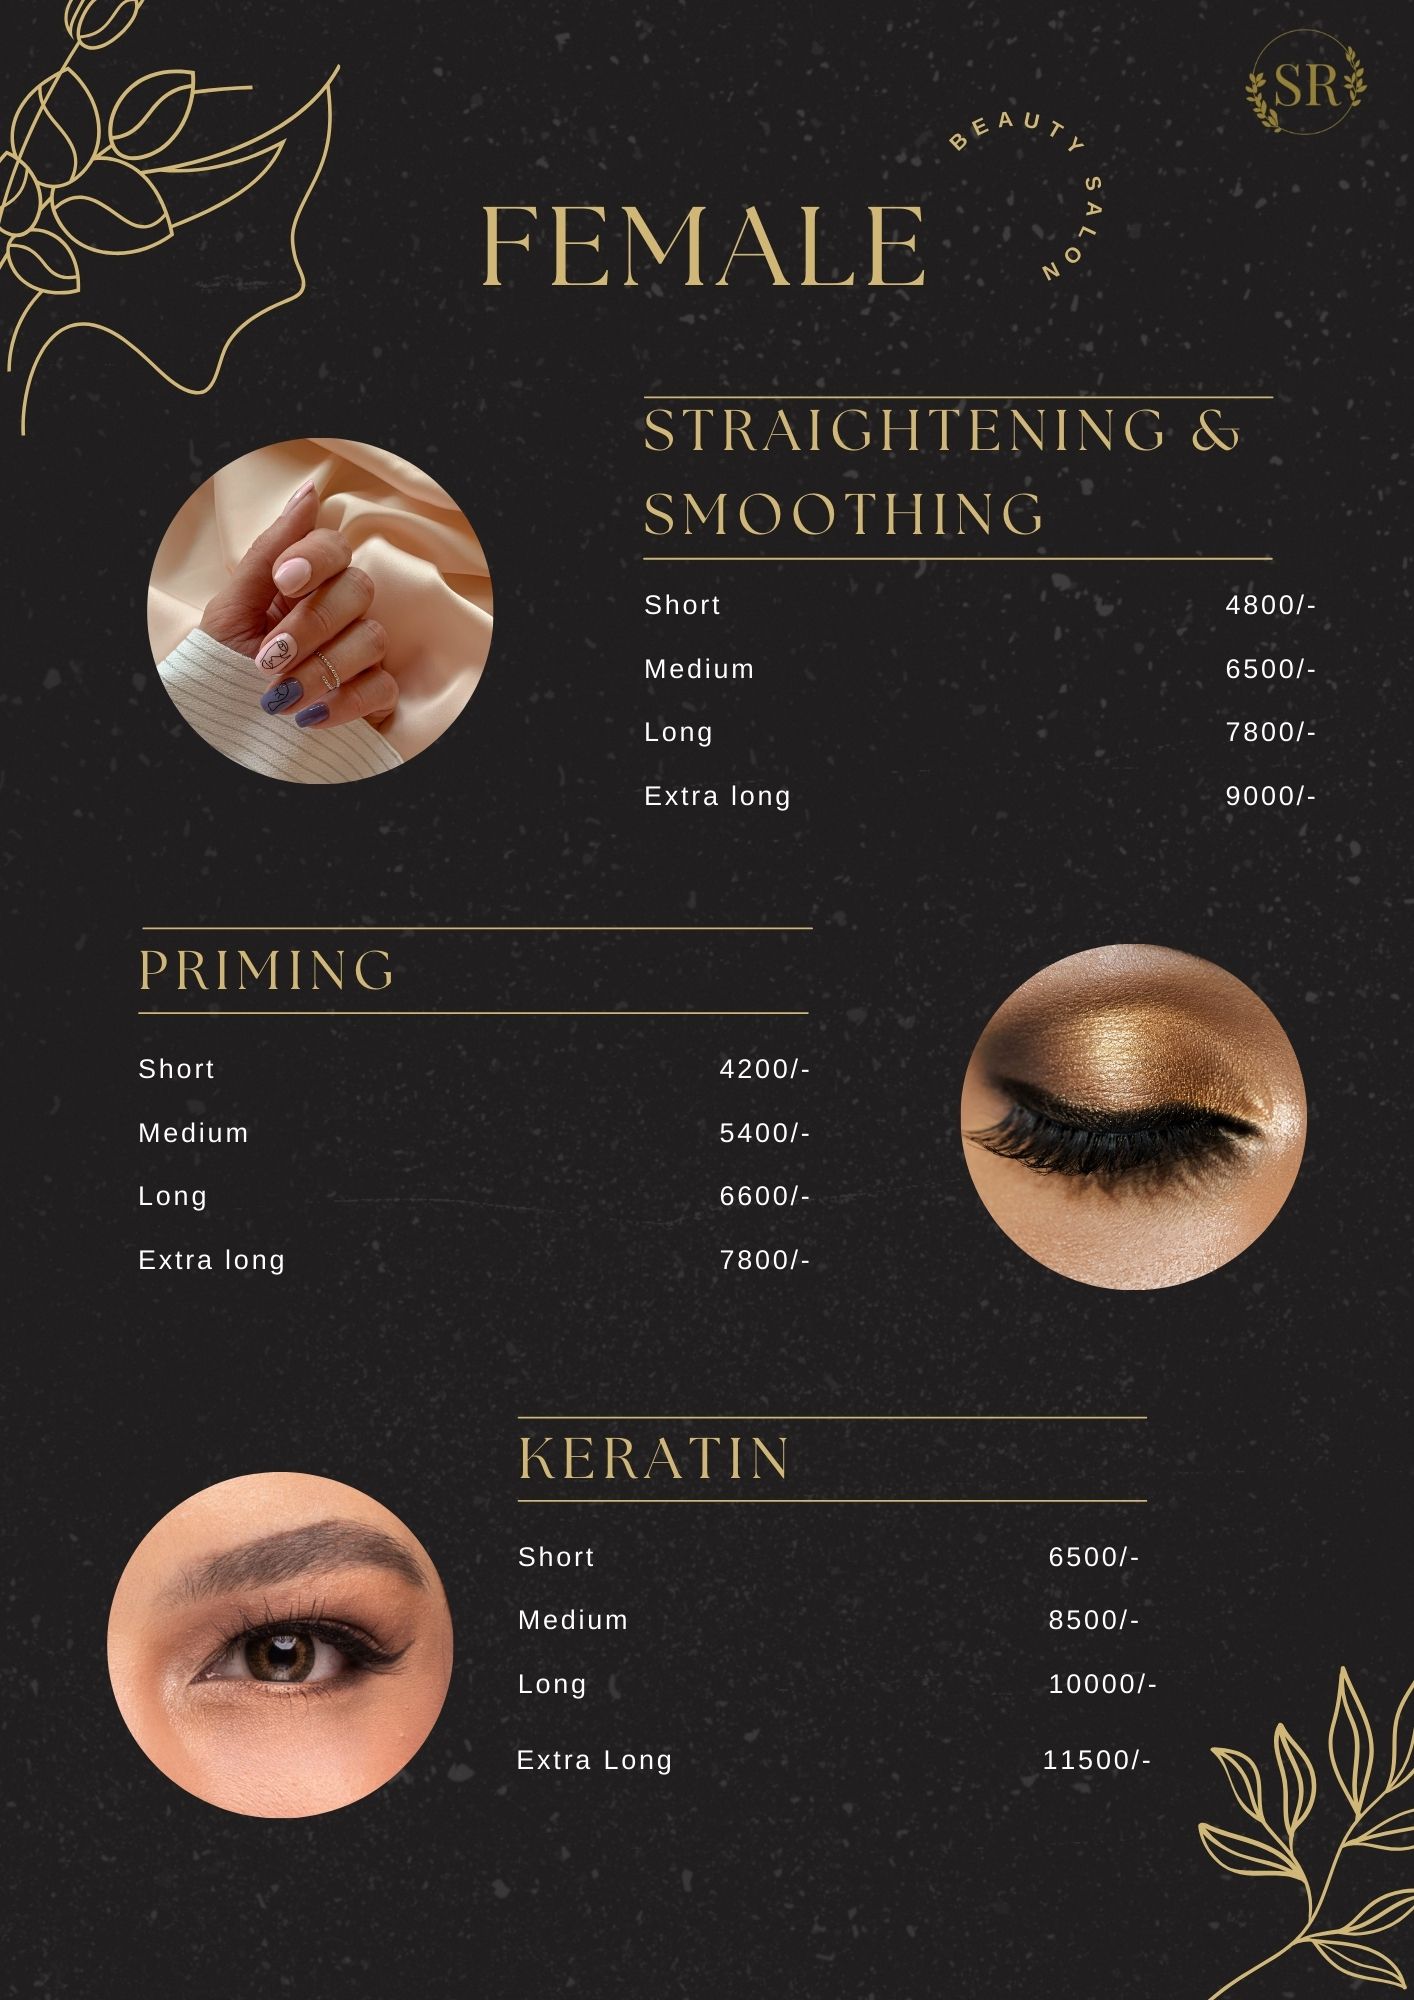 SR
BEAUTY SALON
FEMALE
STRAIGHTENING &
SMOOTHING
Short 4800/-
Medium 6500/-
Long 7800/-
Extra long 9000/-
PRIMING
Short 4200/-
Medium 5400/-
Long 6600/-
Extra long 7800/-
KERATIN
Short 6500/-
Medium 8500/-
Long 10000/-
Extra Long 11500/-